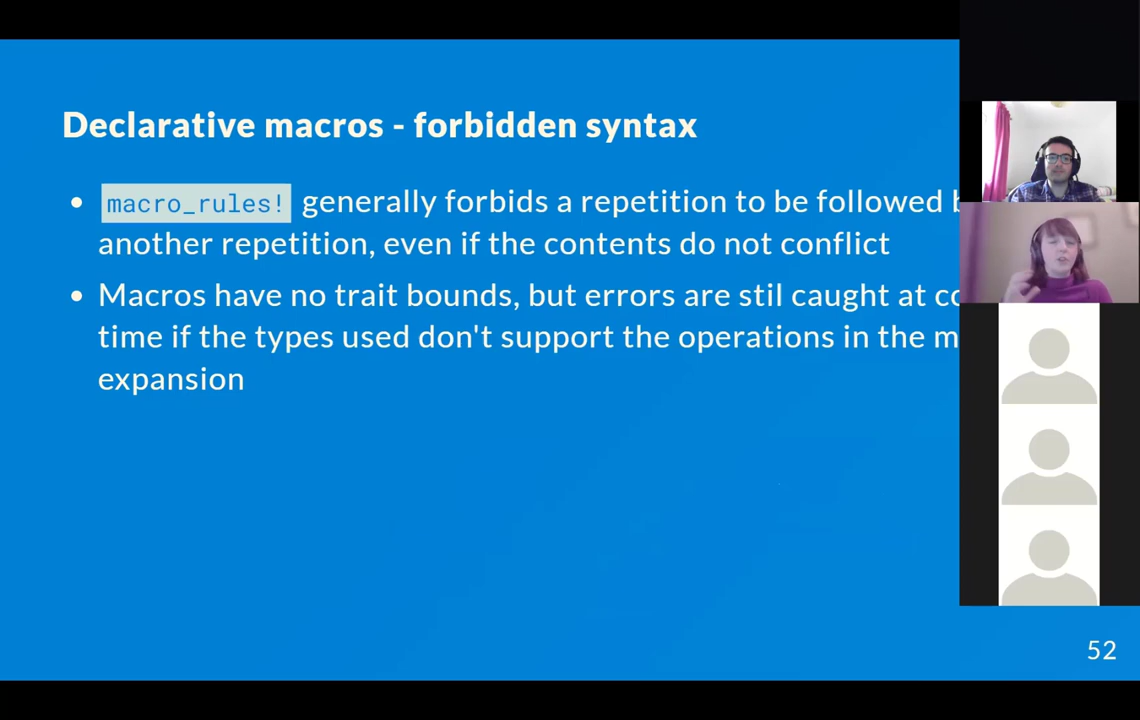 Declarative macros - forbidden syntax
macro_rules! generally forbids a repetition to be followed
another repetition, even if the contents do not conflict
Macros have no trait bounds, but errors are stil caught at
time if the types used don't support the operations in the
expansion
52